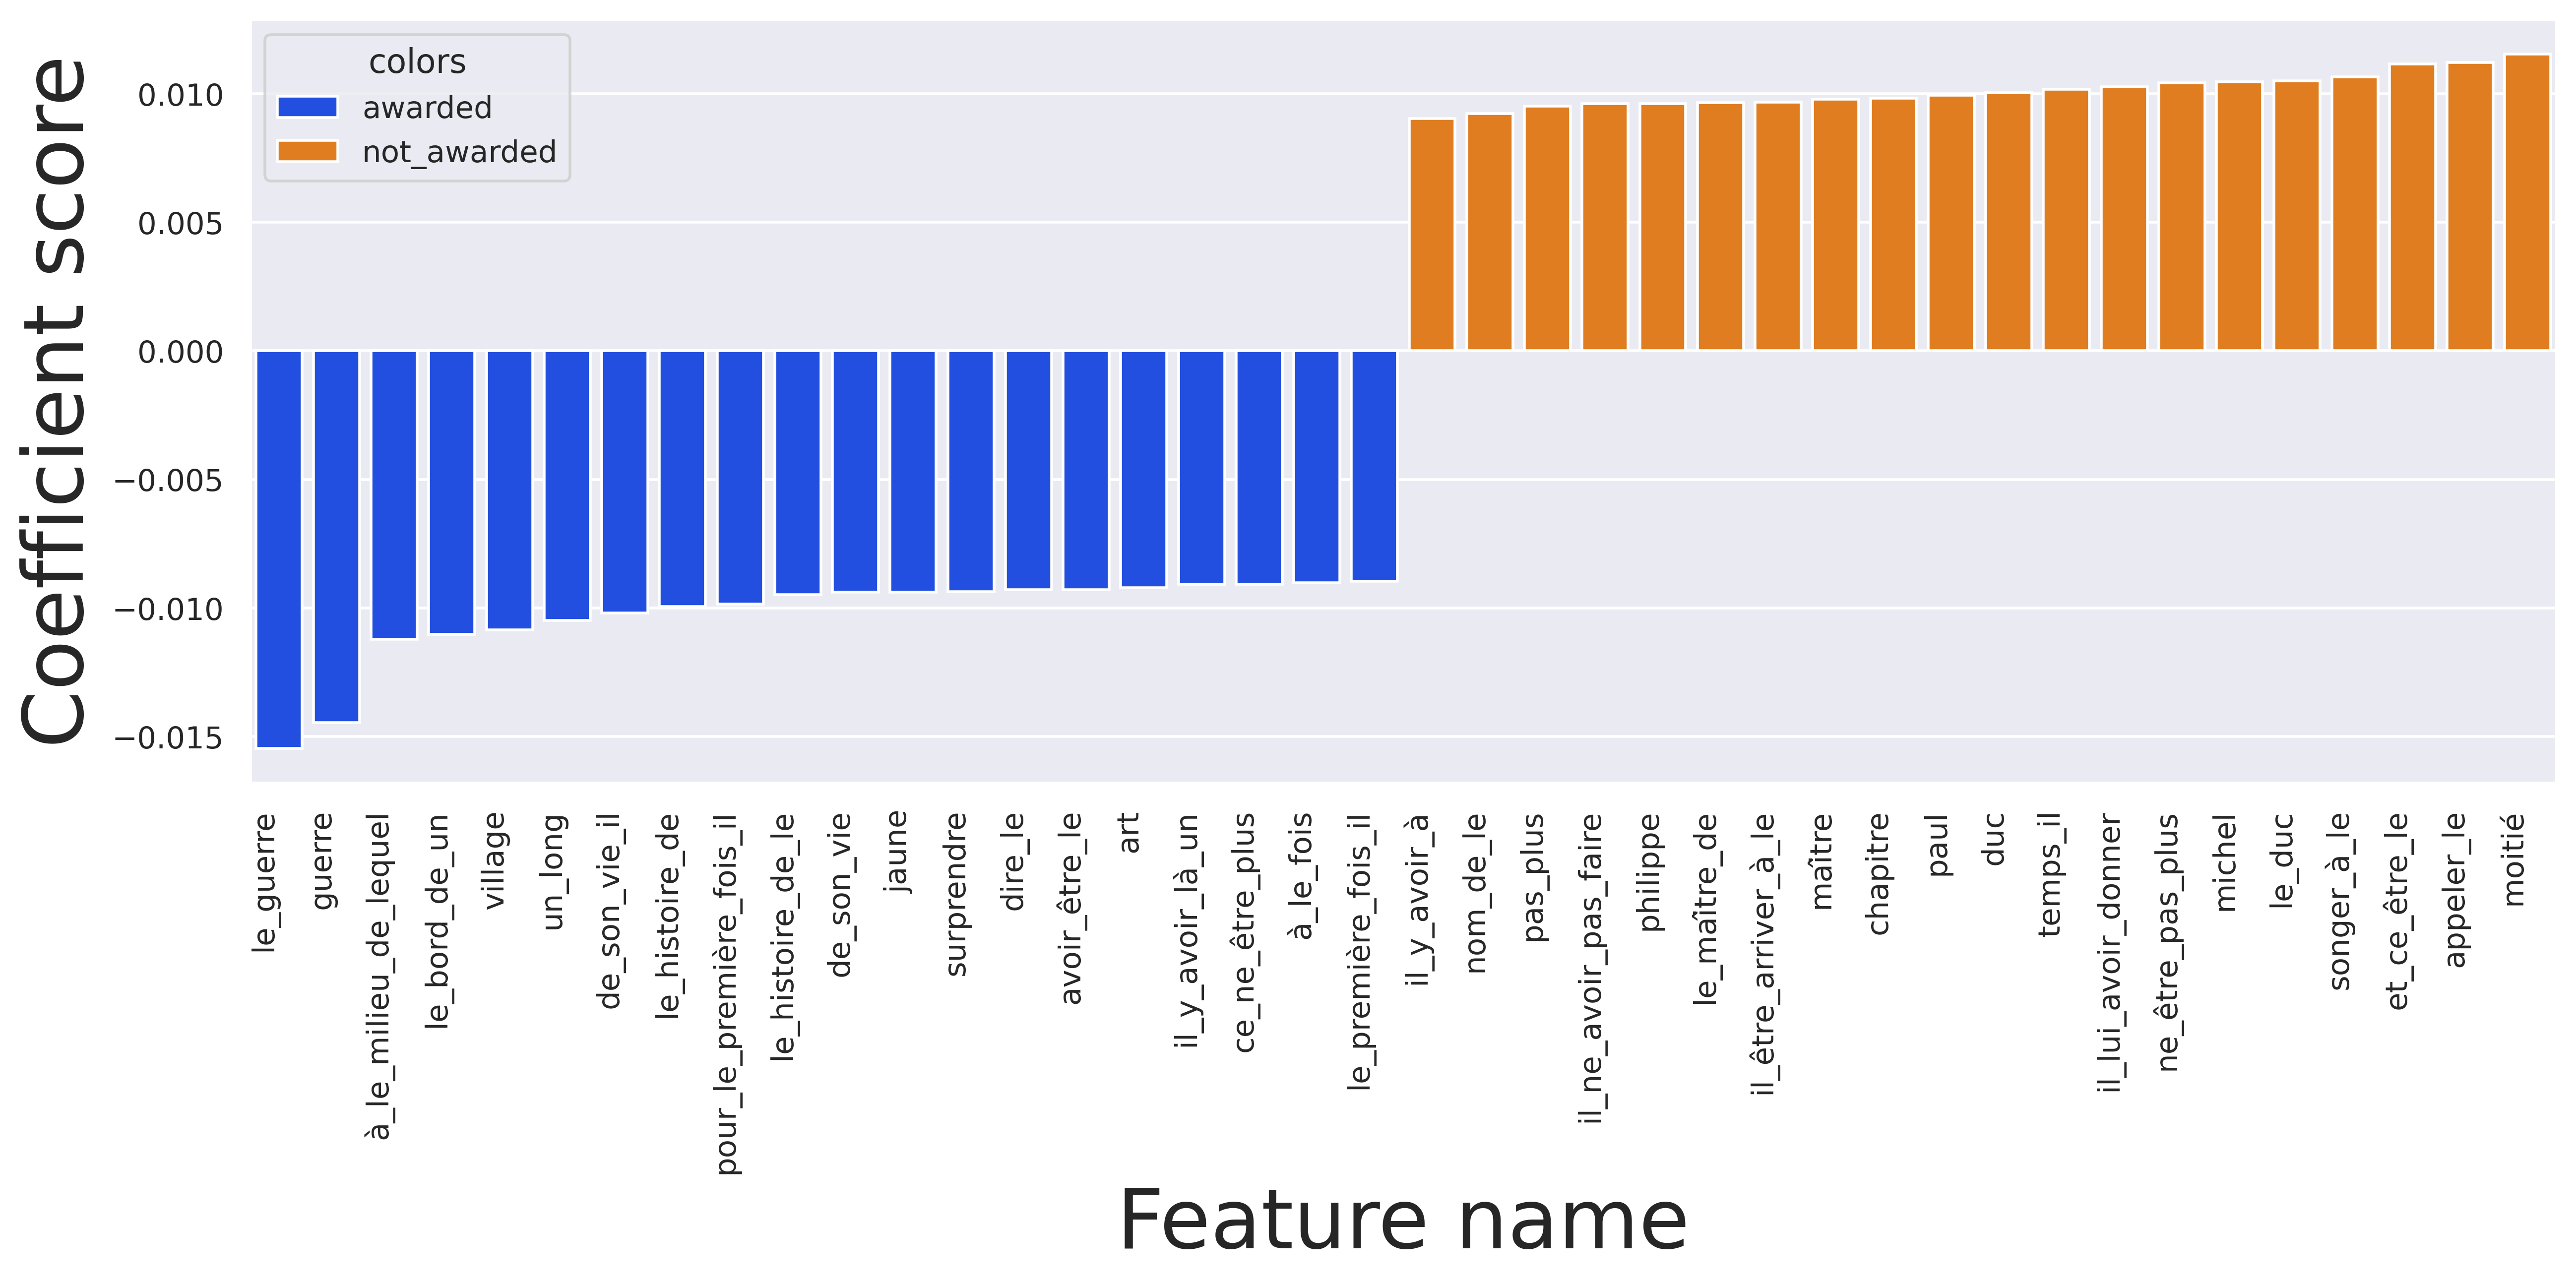 colors
awarded
not_awarded
Coefficient score
0.010
0.005
0.000
−0.005
−0.010
−0.015
le_guerre
guerre
à_le_milieu_de_lequel
le_bord_de_un
village
un_long
de_son_vie_il
le_histoire_de
pour_le_première_fois_il
le_histoire_de_le
de_son_vie
jaune
surprendre
dire_le
avoir_être_le
art
il_y_avoir_là_un
ce_ne_être_plus
à_le_fois
le_première_fois_il
il_y_avoir_à
nom_de_le
pas_plus
il_ne_avoir_pas_faire
philippe
le_maître_de
il_être_arriver_à_le
maître
chapitre
paul
duc
temps_il
il_lui_avoir_donner
ne_être_pas_plus
michel
le_duc
songer_à_le
et_ce_être_le
appeler_le
moitié
Feature name